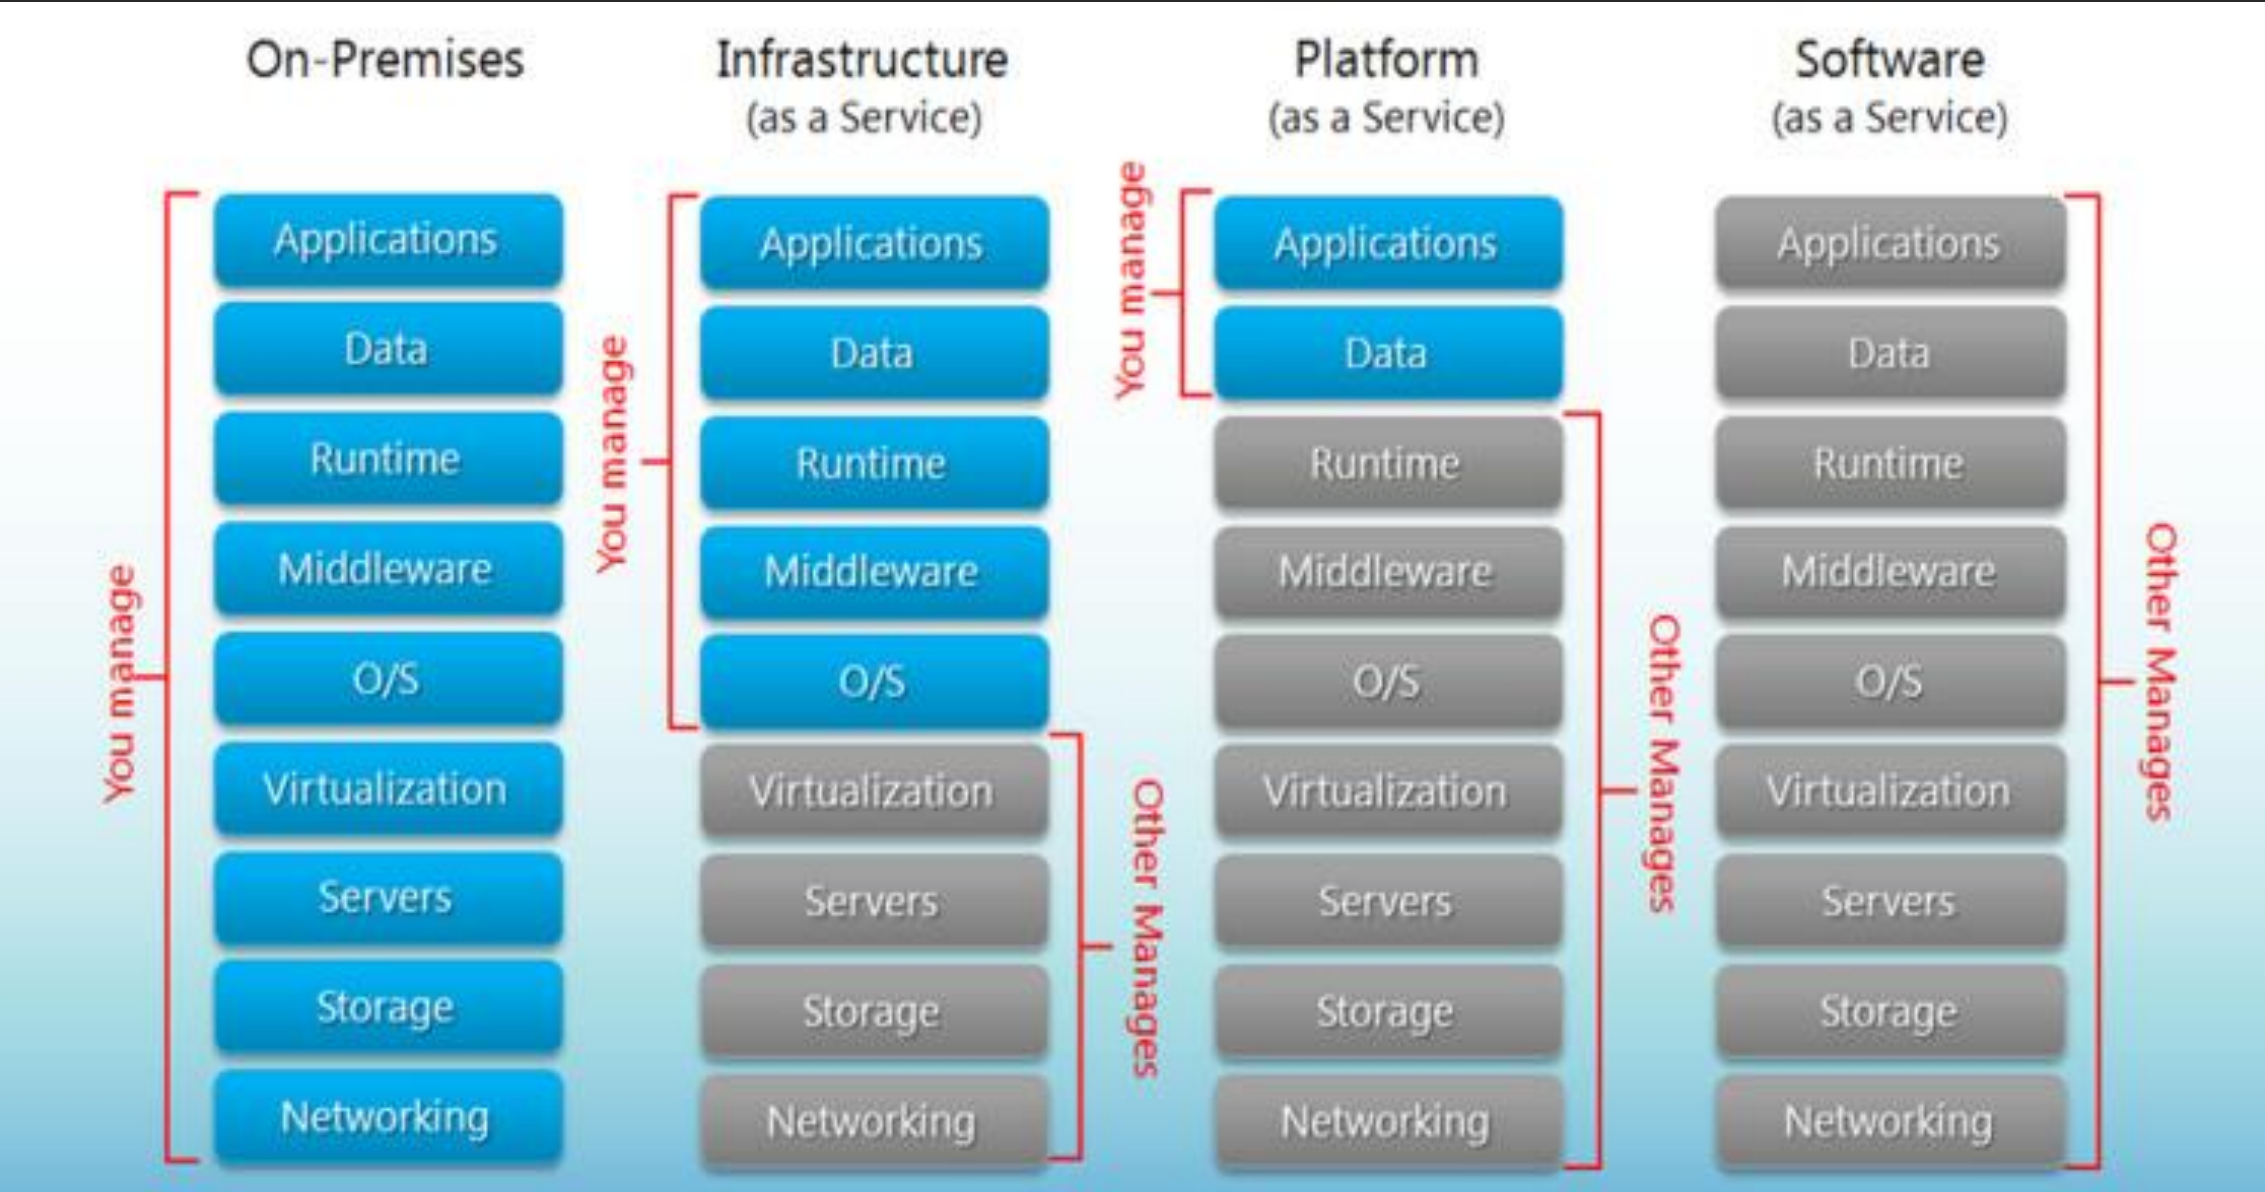 On-Premises
Applications
Data
Runtime
Middleware
O/S
Virtualization
Servers
Storage
Networking
You manage
Infrastructure
(as a Service)
Applications
Data
Runtime
Middleware
O/S
Virtualization
Servers
Storage
Networking
You manage
Other Manages
Platform
(as a Service)
Applications
Data
Runtime
Middleware
O/S
Virtualization
Servers
Storage
Networking
You manage
Other Manages
Software
(as a Service)
Applications
Data
Runtime
Middleware
O/S
Virtualization
Servers
Storage
Networking
Other Manages